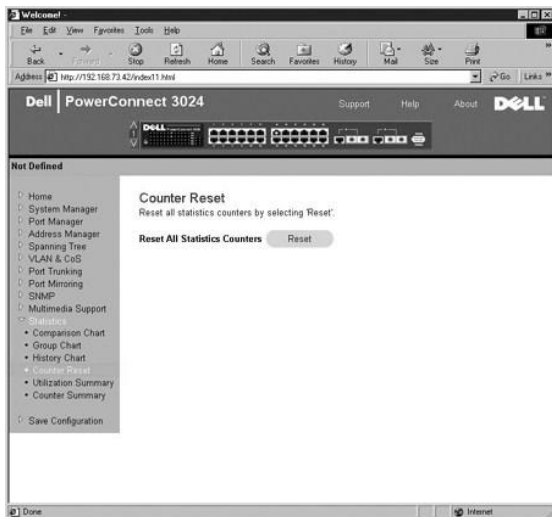 Welcome! -
File Edit View Favorites Tools Help
Back Forward Stop Refresh Home Search Favorites History Mail Size Print
Address http://192.168.73.42/index11.html Go Links
Dell PowerConnect 3024 Support Help About DELL
DELL
Not Defined
Home
System Manager
Port Manager
Address Manager
Spanning Tree
VLAN & CoS
Port Trunking
Port Mirroring
SNMP
Multimedia Support
Statistics
Comparison Chart
Group Chart
History Chart
Counter Reset
Utilization Summary
Counter Summary
Save Configuration
Counter Reset
Reset all statistics counters by selecting 'Reset'.
Reset All Statistics Counters Reset
Done Internet